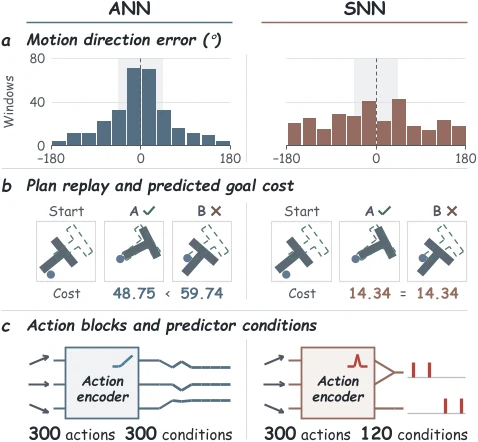 ANN SNN
a Motion direction error (°)
Windows
80
40
0
-180 0 180 -180 0 180
b Plan replay and predicted goal cost
Start A ✓ B ✕ Start A ✓ B ✕
Cost 48.75 < 59.74 Cost 14.34 = 14.34
c Action blocks and predictor conditions
Action Action
encoder encoder
300 actions 300 conditions 300 actions 120 conditions